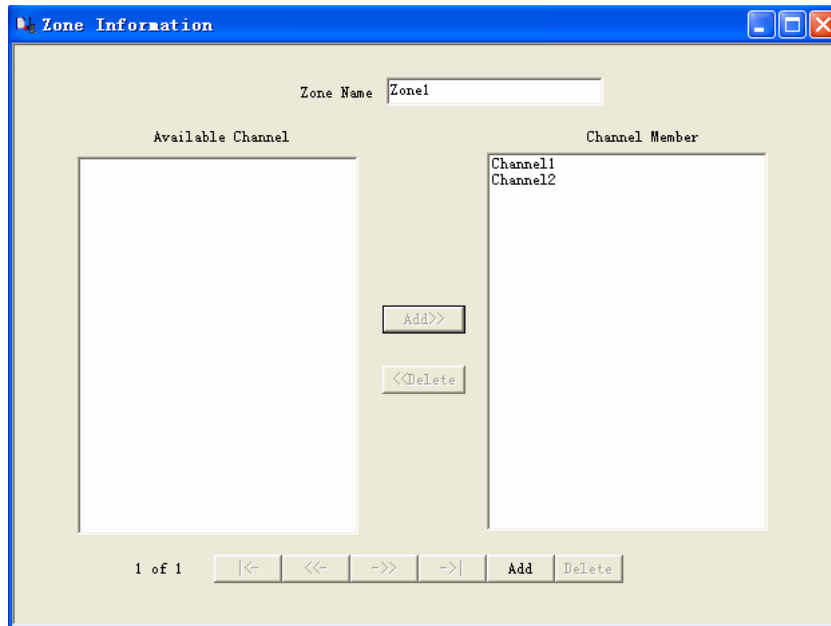 Zone Information
Zone Name Zone1
Available Channel
Channel Member
Channel1
Channel2
Add>>
<<Delete
1 of 1 |<- <<- ->> ->| Add Delete